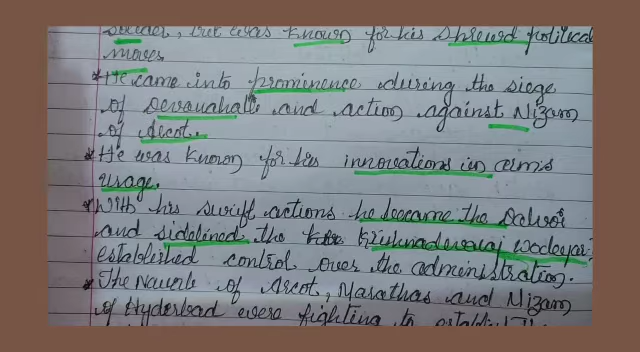 soldier, but was known for his shrewd political
moves.
* He came into prominence during the siege
of Devanahalli and action against Nizam
of Arcot.
* He was known for his innovations in arms
usage.
* With his swift actions he became the Dalvoi
and sidelined the Krishnadevaraj wodeyar.
established control over the administration.
* The Nawab of Arcot, Marathas and Nizam
of Hyderbad were fighting to establish